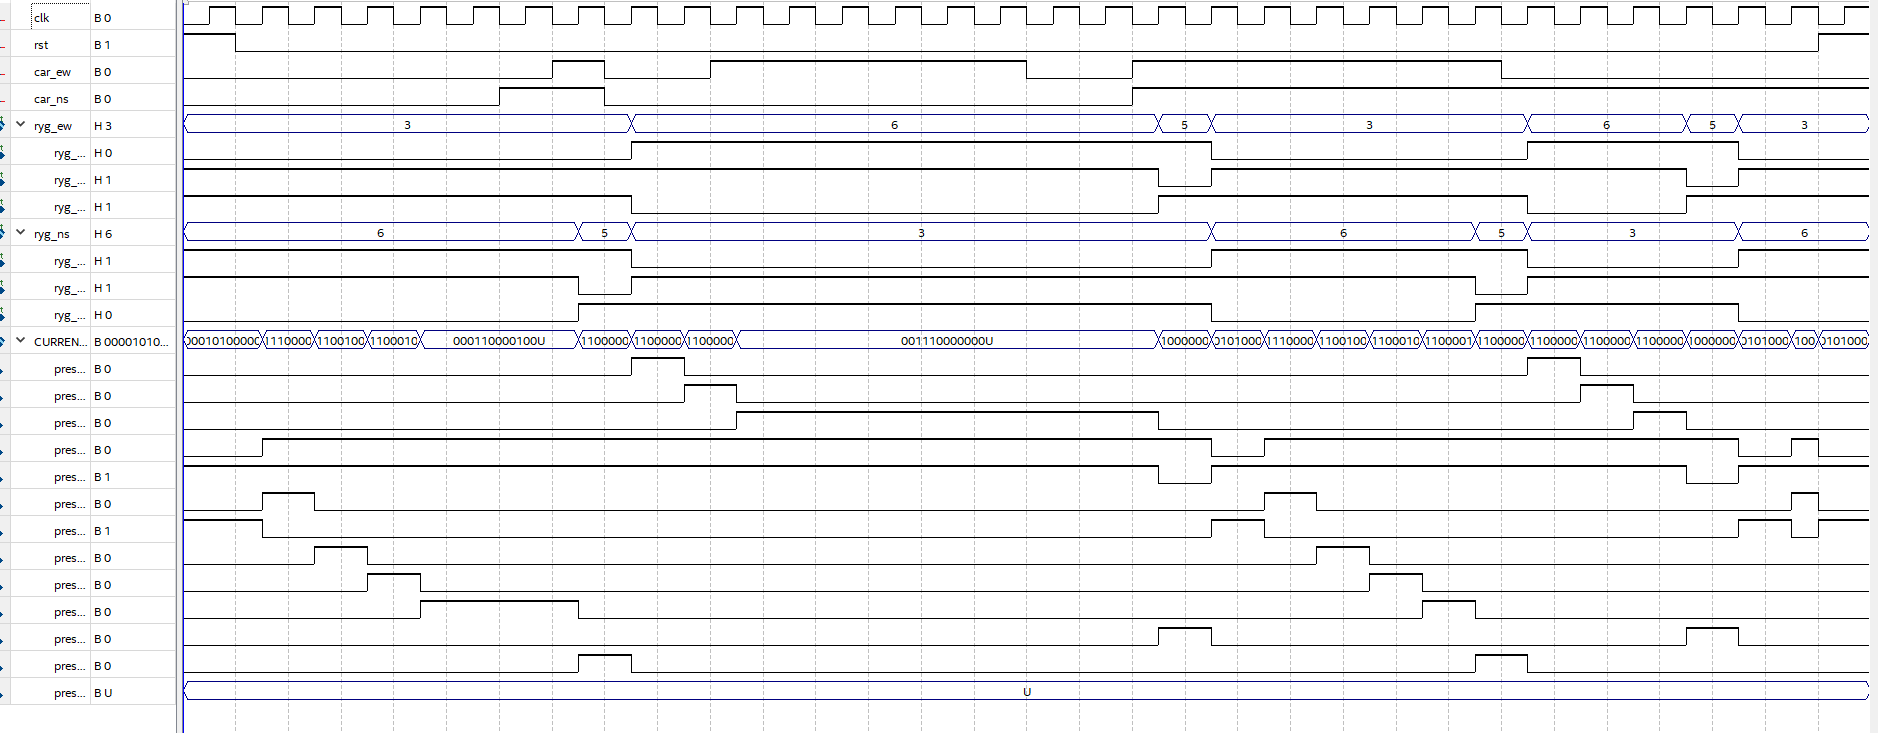 clk B 0
rst B 1
car_ew B 0
car_ns B 0
ryg_ew H 3 3 6 5 3 6 5 3
ryg_... H 0
ryg_... H 1
ryg_... H 1
ryg_ns H 6 6 5 3 6 5 3 6
ryg_... H 1
ryg_... H 1
ryg_... H 0
CURREN... B 00001010... 000110000100U 001110000000U
pres... B 0
pres... B 0
pres... B 0
pres... B 0
pres... B 1
pres... B 0
pres... B 1
pres... B 0
pres... B 0
pres... B 0
pres... B 0
pres... B 0
pres... B U U